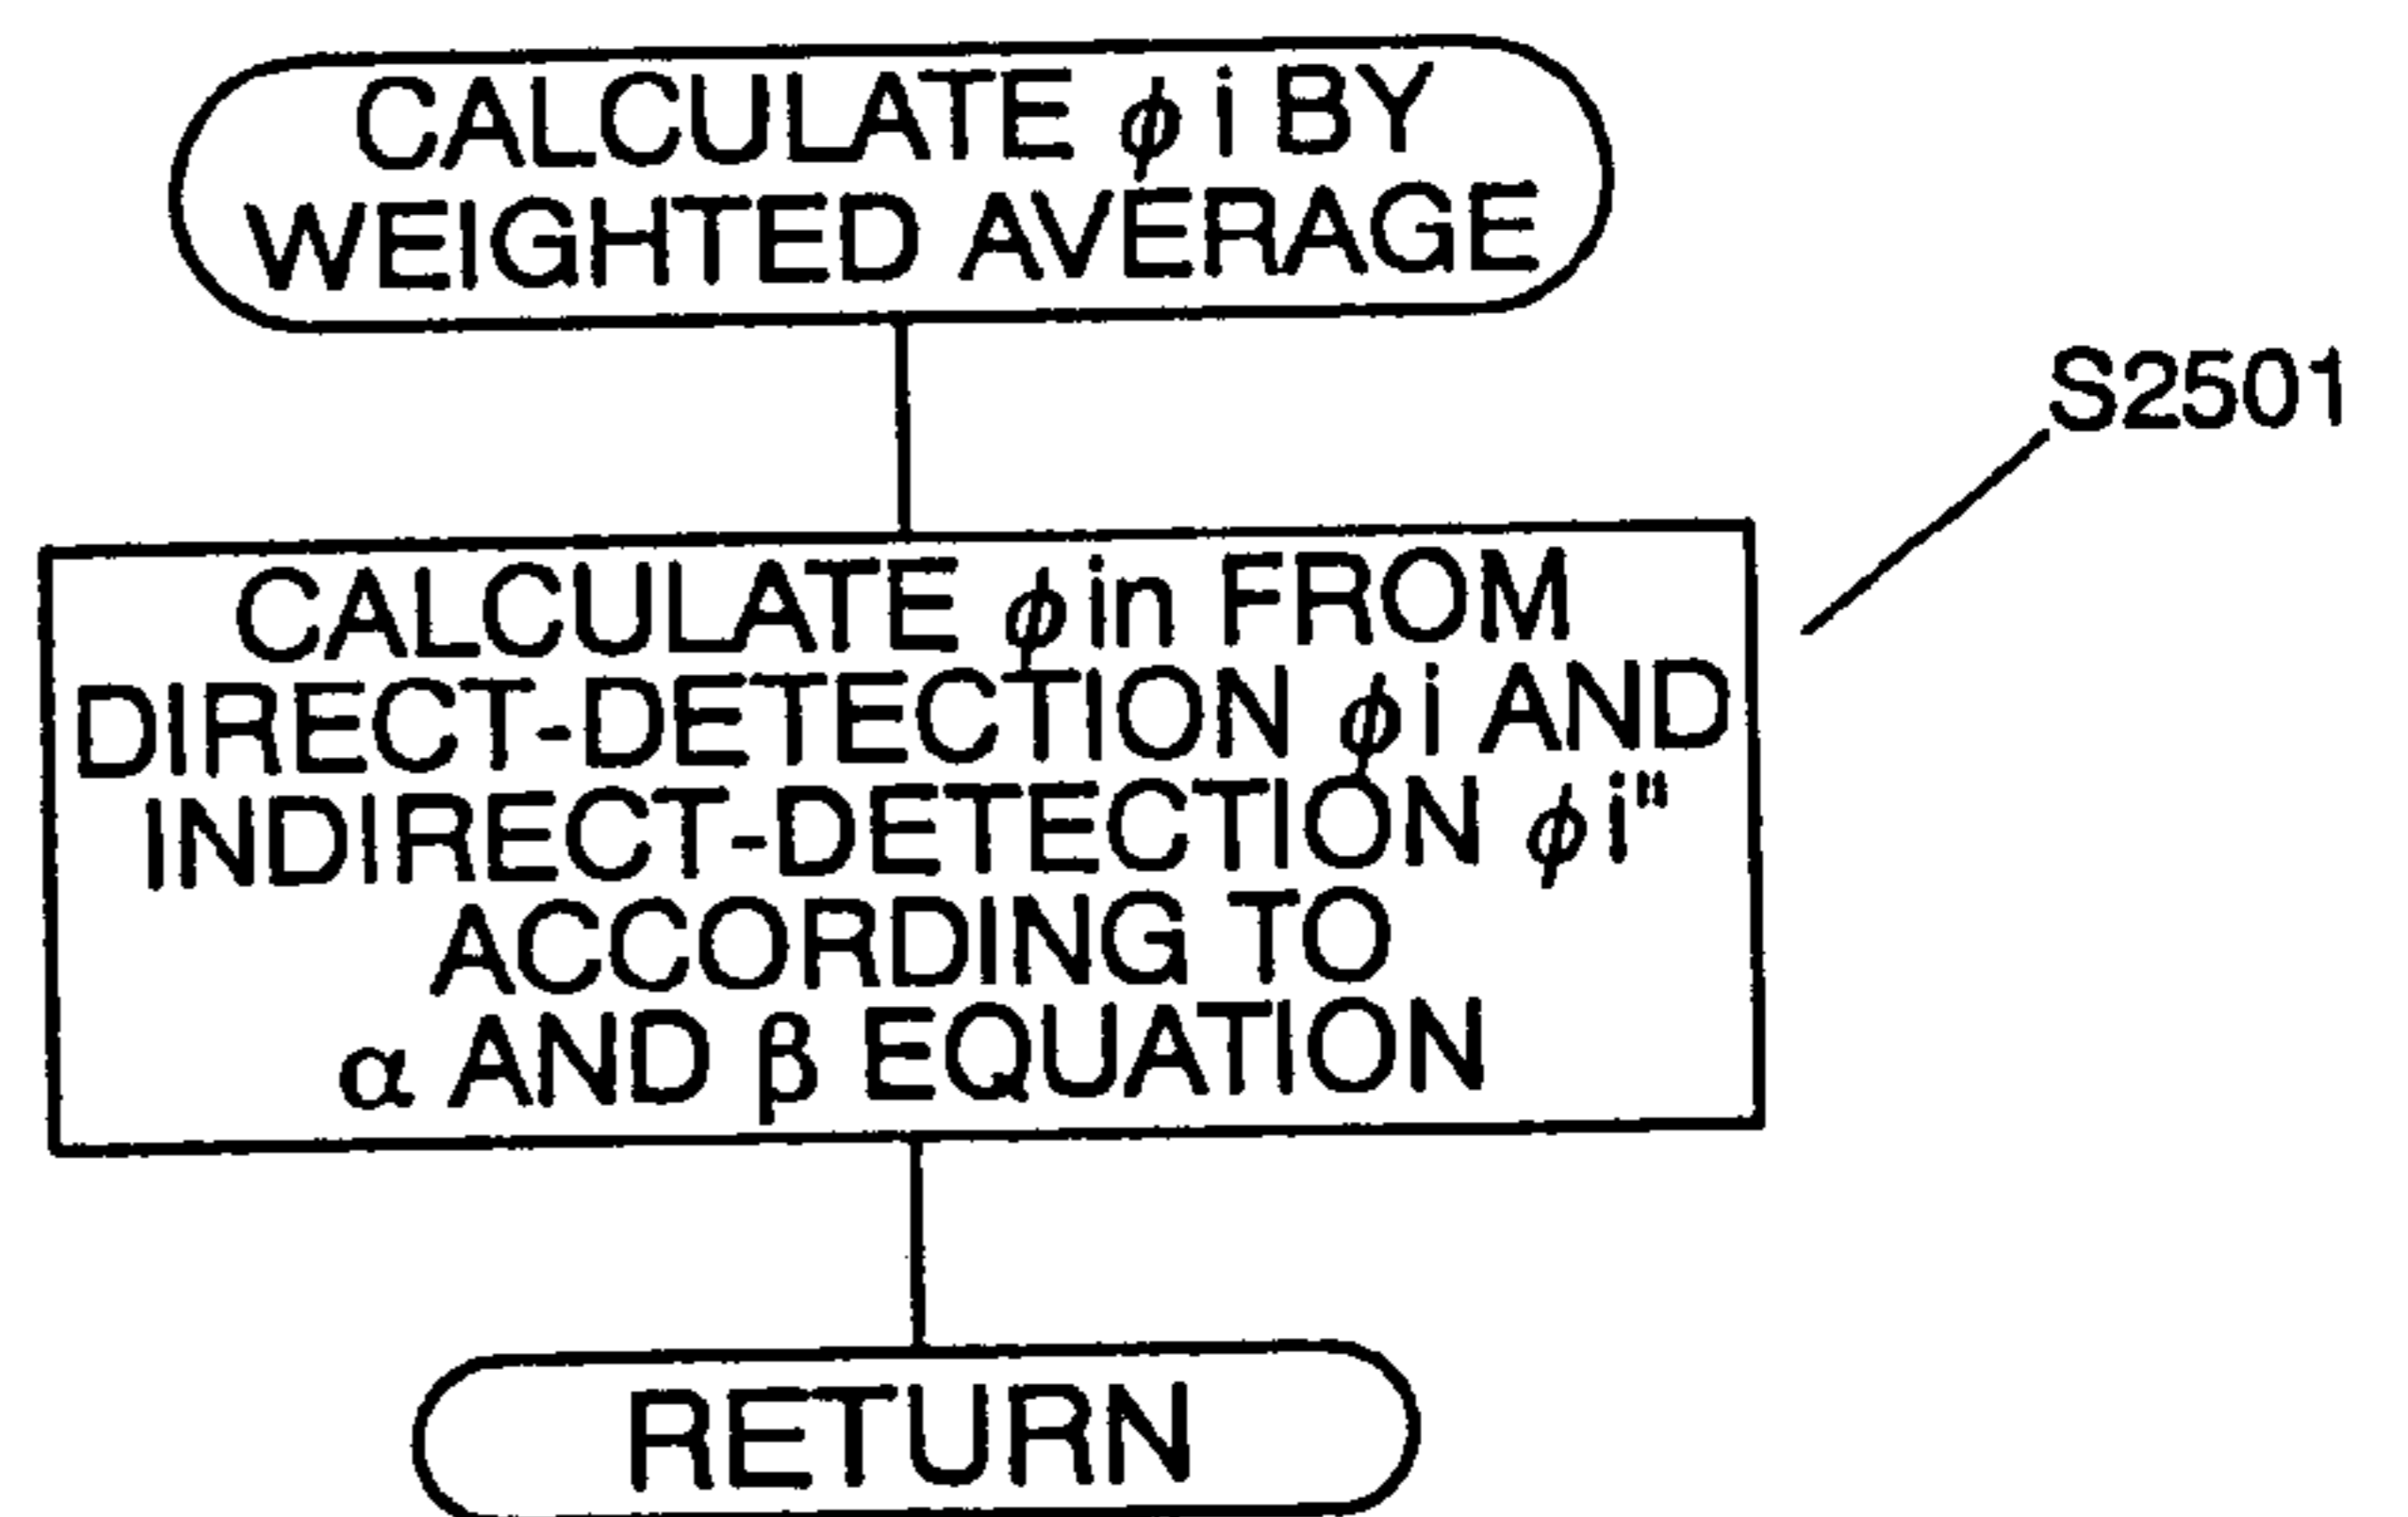 CALCULATE ϕi BY
WEIGHTED AVERAGE
S2501
CALCULATE ϕin FROM
DIRECT-DETECTION ϕi AND
INDIRECT-DETECTION ϕi"
ACCORDING TO
α AND β EQUATION
RETURN